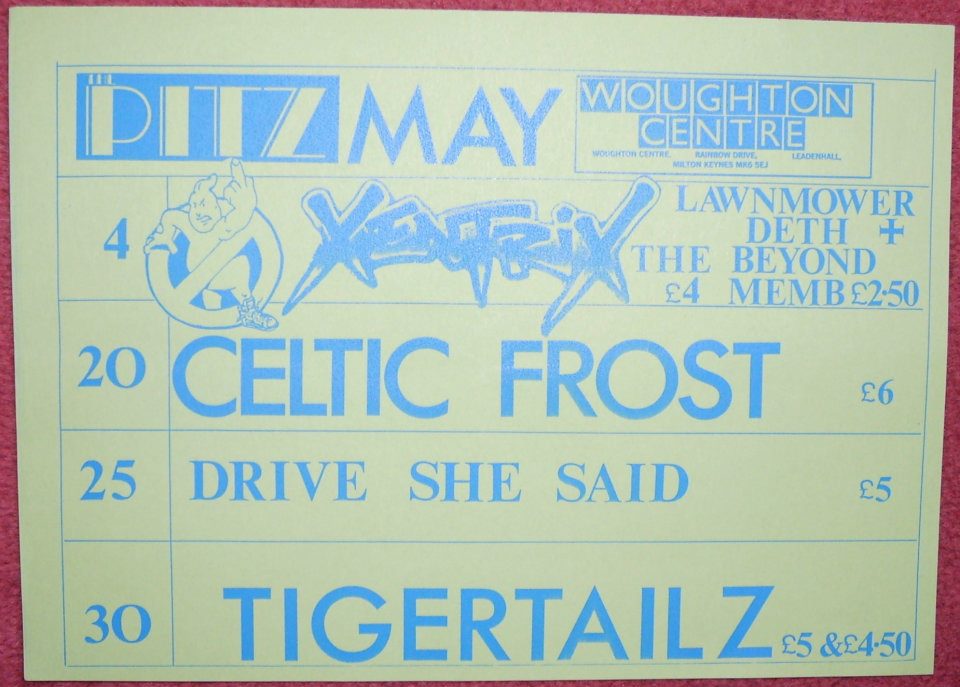 THE
PITZ
MAY
WOUGHTON
CENTRE
WOUGHTON CENTRE, RAINBOW DRIVE, LEADENHALL,
MILTON KEYNES MK6 5EJ
4
XENTRIX
LAWNMOWER
DETH +
THE BEYOND
£4 MEMB £2·50
20 CELTIC FROST £6
25 DRIVE SHE SAID £5
30 TIGERTAILZ £5 & £4·50